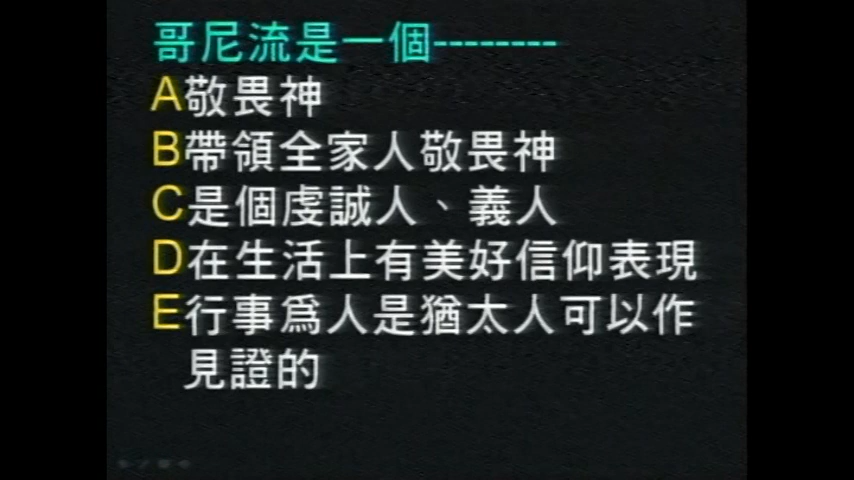 哥尼流是一個--------
A敬畏神
B帶領全家人敬畏神
C是個虔誠人、義人
D在生活上有美好信仰表現
E行事爲人是猶太人可以作
見證的